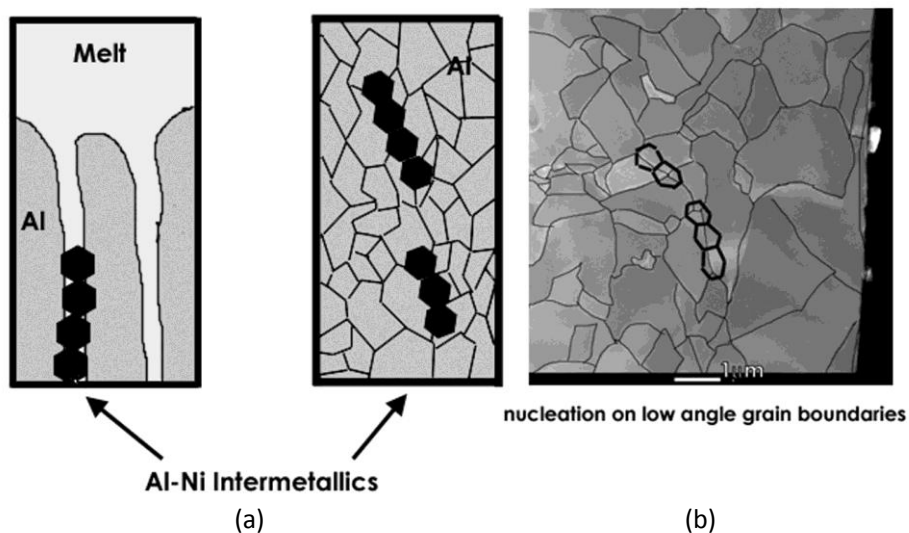 Melt
Al
Al
1μm
nucleation on low angle grain boundaries
Al-Ni Intermetallics
(a)
(b)